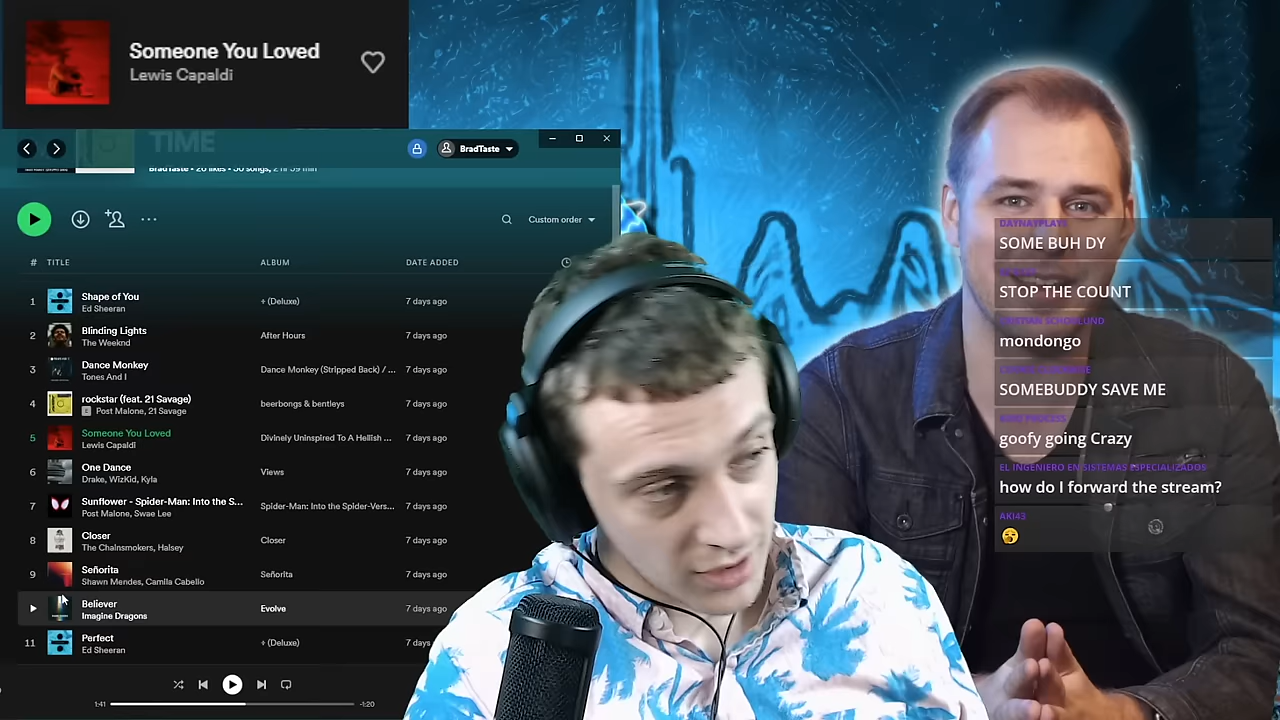 Someone You Loved
Lewis Capaldi
TIME
BradTaste
# TITLE ALBUM DATE ADDED
Custom order
1 Shape of You + (Deluxe) 7 days ago
Ed Sheeran
2 Blinding Lights After Hours 7 days ago
The Weeknd
3 Dance Monkey Dance Monkey (Stripped Back) / ... 7 days ago
Tones And I
4 rockstar (feat. 21 Savage) beerbongs & bentleys 7 days ago
E Post Malone, 21 Savage
5 Someone You Loved Divinely Uninspired To A Hellish ... 7 days ago
Lewis Capaldi
6 One Dance Views 7 days ago
Drake, WizKid, Kyla
7 Sunflower - Spider-Man: Into the S... Spider-Man: Into the Spider-Vers... 7 days ago
Post Malone, Swae Lee
8 Closer Closer 7 days ago
The Chainsmokers, Halsey
9 Señorita Señorita 7 days ago
Shawn Mendes, Camila Cabello
Believer Evolve 7 days ago
Imagine Dragons
11 Perfect + (Deluxe) 7 days ago
Ed Sheeran
1:41 -1:20
DAYNAYPLAYS
SOME BUH DY
STOP THE COUNT
mondongo
SOMEBUDDY SAVE ME
goofy going Crazy
EL INGENIERO EN SISTEMAS ESPECIALIZADOS
how do I forward the stream?
AKI43